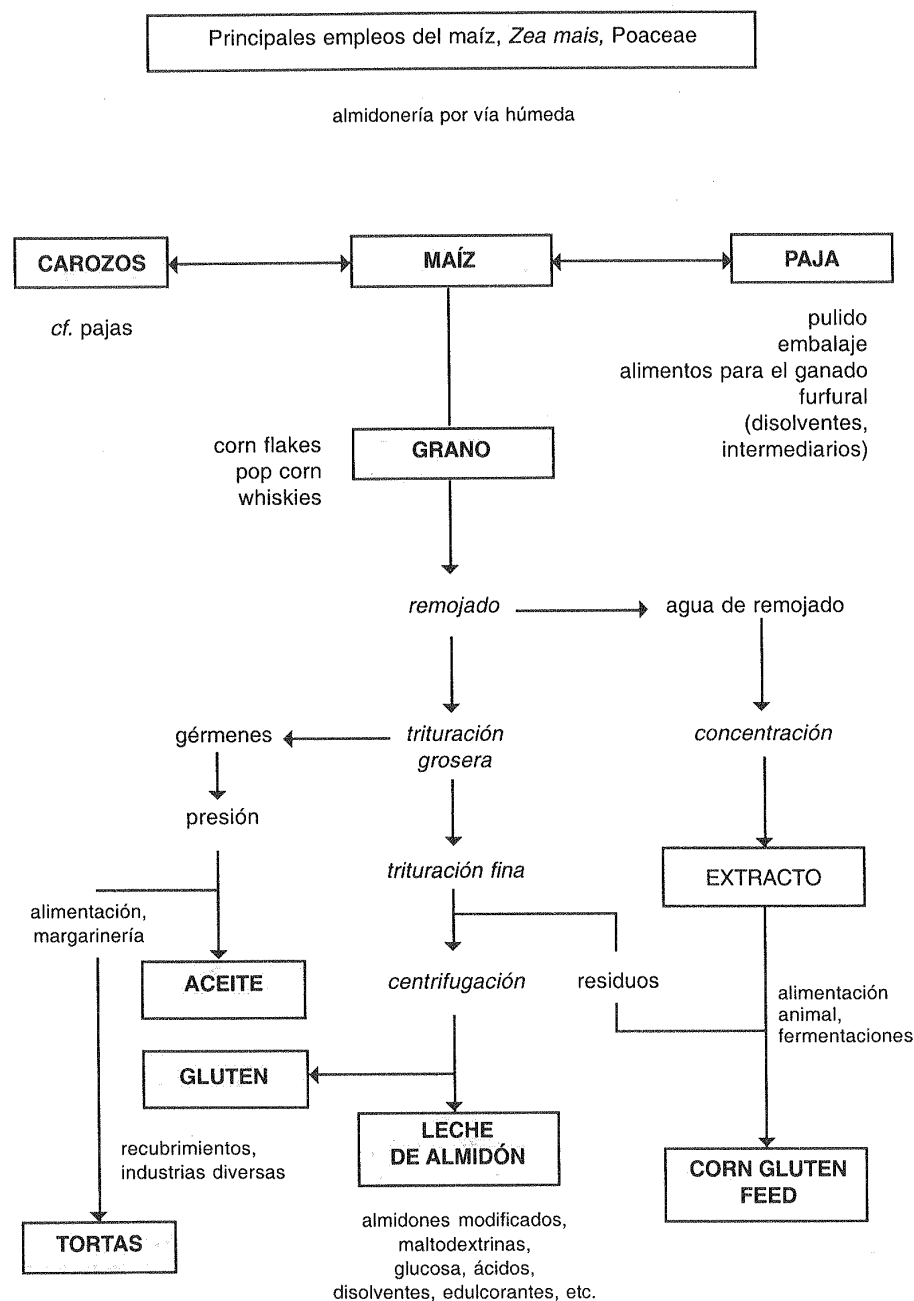 Principales empleos del maíz, Zea mais, Poaceae
almidonería por vía húmeda
CAROZOS
MAÍZ
PAJA
cf. pajas
pulido
embalaje
alimentos para el ganado
furfural
(disolventes,
intermediarios)
corn flakes
pop corn
whiskies
GRANO
remojado
agua de remojado
gérmenes
trituración
grosera
concentración
presión
trituración fina
EXTRACTO
alimentación,
margarinería
ACEITE
centrifugación
residuos
alimentación
animal,
fermentaciones
GLUTEN
LECHE
DE ALMIDÓN
recubrimientos,
industrias diversas
CORN GLUTEN
FEED
TORTAS
almidones modificados,
maltodextrinas,
glucosa, ácidos,
disolventes, edulcorantes, etc.